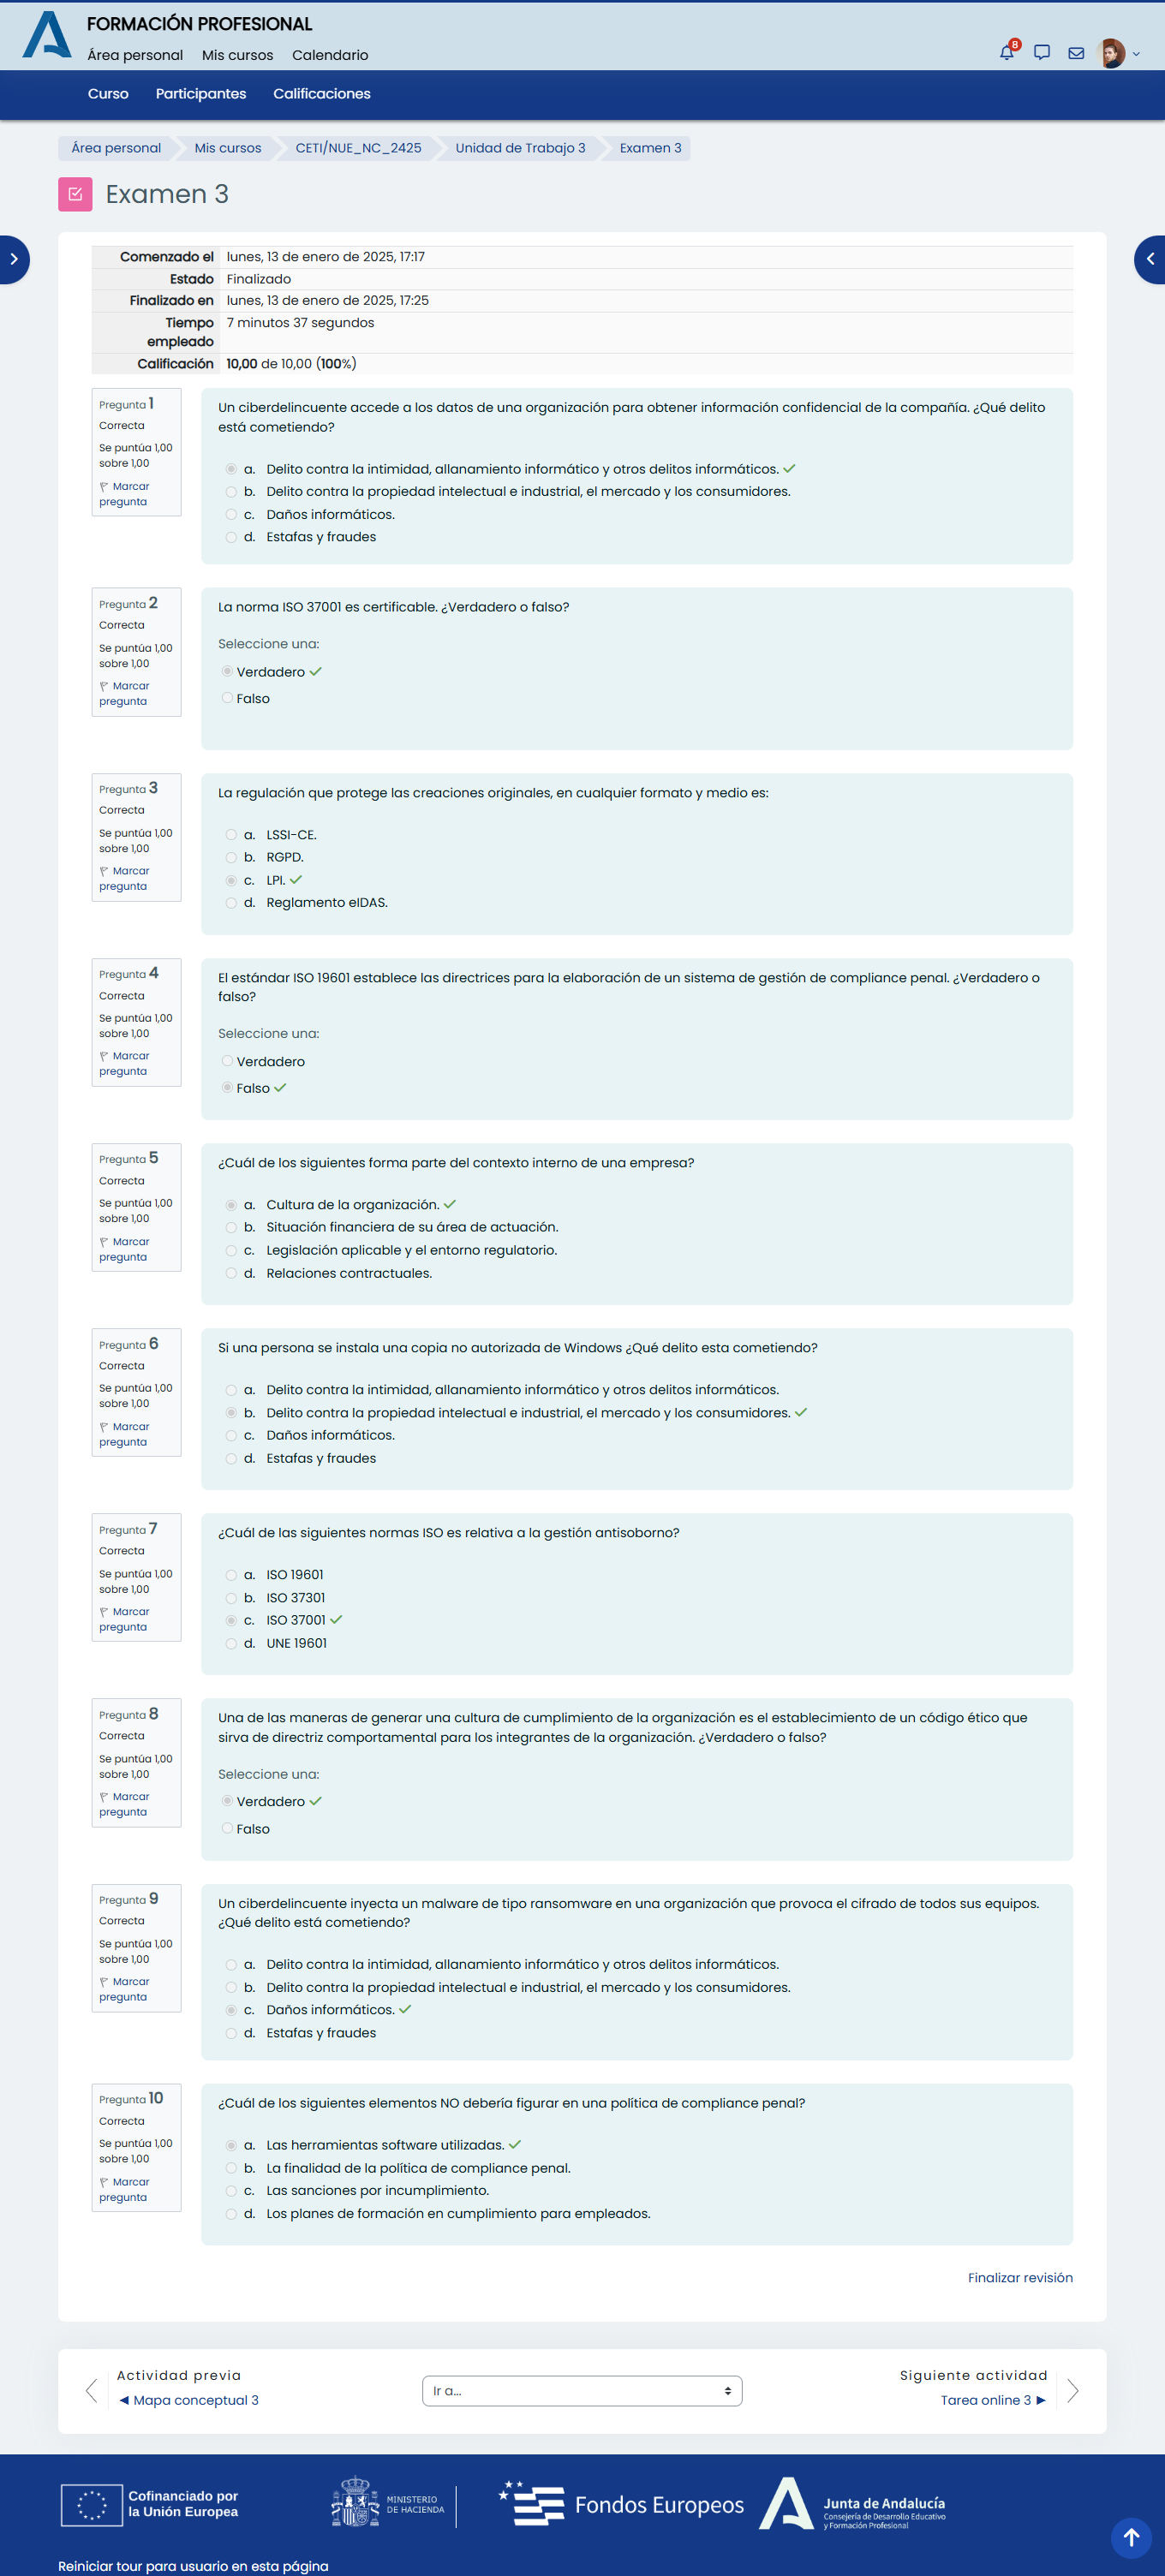 FORMACIÓN PROFESIONAL
Área personal Mis cursos Calendario
8
Curso Participantes Calificaciones
Área personal Mis cursos CETI/NUE_NC_2425 Unidad de Trabajo 3 Examen 3
Examen 3
Comenzado el lunes, 13 de enero de 2025, 17:17
Estado Finalizado
Finalizado en lunes, 13 de enero de 2025, 17:25
Tiempo empleado 7 minutos 37 segundos
Calificación 10,00 de 10,00 (100%)
Pregunta 1
Correcta
Se puntúa 1,00
sobre 1,00
Marcar
pregunta
Un ciberdelincuente accede a los datos de una organización para obtener información confidencial de la compañía. ¿Qué delito
está cometiendo?
a. Delito contra la intimidad, allanamiento informático y otros delitos informáticos.
b. Delito contra la propiedad intelectual e industrial, el mercado y los consumidores.
c. Daños informáticos.
d. Estafas y fraudes
Pregunta 2
Correcta
Se puntúa 1,00
sobre 1,00
Marcar
pregunta
La norma ISO 37001 es certificable. ¿Verdadero o falso?
Seleccione una:
Verdadero
Falso
Pregunta 3
Correcta
Se puntúa 1,00
sobre 1,00
Marcar
pregunta
La regulación que protege las creaciones originales, en cualquier formato y medio es:
a. LSSI-CE.
b. RGPD.
c. LPI.
d. Reglamento eIDAS.
Pregunta 4
Correcta
Se puntúa 1,00
sobre 1,00
Marcar
pregunta
El estándar ISO 19601 establece las directrices para la elaboración de un sistema de gestión de compliance penal. ¿Verdadero o
falso?
Seleccione una:
Verdadero
Falso
Pregunta 5
Correcta
Se puntúa 1,00
sobre 1,00
Marcar
pregunta
¿Cuál de los siguientes forma parte del contexto interno de una empresa?
a. Cultura de la organización.
b. Situación financiera de su área de actuación.
c. Legislación aplicable y el entorno regulatorio.
d. Relaciones contractuales.
Pregunta 6
Correcta
Se puntúa 1,00
sobre 1,00
Marcar
pregunta
Si una persona se instala una copia no autorizada de Windows ¿Qué delito esta cometiendo?
a. Delito contra la intimidad, allanamiento informático y otros delitos informáticos.
b. Delito contra la propiedad intelectual e industrial, el mercado y los consumidores.
c. Daños informáticos.
d. Estafas y fraudes
Pregunta 7
Correcta
Se puntúa 1,00
sobre 1,00
Marcar
pregunta
¿Cuál de las siguientes normas ISO es relativa a la gestión antisoborno?
a. ISO 19601
b. ISO 37301
c. ISO 37001
d. UNE 19601
Pregunta 8
Correcta
Se puntúa 1,00
sobre 1,00
Marcar
pregunta
Una de las maneras de generar una cultura de cumplimiento de la organización es el establecimiento de un código ético que
sirva de directriz comportamental para los integrantes de la organización. ¿Verdadero o falso?
Seleccione una:
Verdadero
Falso
Pregunta 9
Correcta
Se puntúa 1,00
sobre 1,00
Marcar
pregunta
Un ciberdelincuente inyecta un malware de tipo ransomware en una organización que provoca el cifrado de todos sus equipos.
¿Qué delito está cometiendo?
a. Delito contra la intimidad, allanamiento informático y otros delitos informáticos.
b. Delito contra la propiedad intelectual e industrial, el mercado y los consumidores.
c. Daños informáticos.
d. Estafas y fraudes
Pregunta 10
Correcta
Se puntúa 1,00
sobre 1,00
Marcar
pregunta
¿Cuál de los siguientes elementos NO debería figurar en una política de compliance penal?
a. Las herramientas software utilizadas.
b. La finalidad de la política de compliance penal.
c. Las sanciones por incumplimiento.
d. Los planes de formación en cumplimiento para empleados.
Finalizar revisión
Actividad previa
◄ Mapa conceptual 3
Ir a...
Siguiente actividad
Tarea online 3 ►
Cofinanciado por
la Unión Europea
MINISTERIO
DE HACIENDA
Fondos Europeos
Junta de Andalucía
Consejería de Desarrollo Educativo
y Formación Profesional
Reiniciar tour para usuario en esta página